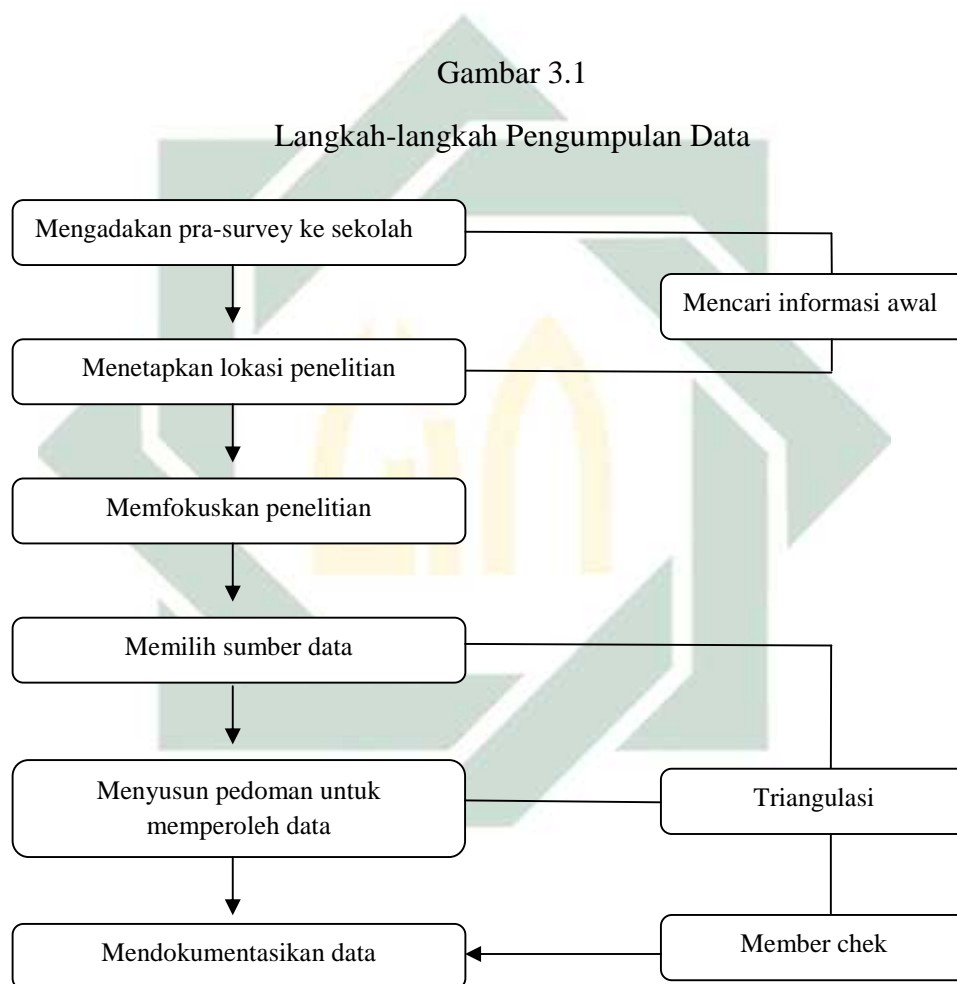 Gambar 3.1
Langkah-langkah Pengumpulan Data
Mengadakan pra-survey ke sekolah
Mencari informasi awal
Menetapkan lokasi penelitian
Memfokuskan penelitian
Memilih sumber data
Menyusun pedoman untuk
memperoleh data
Triangulasi
Mendokumentasikan data
Member chek